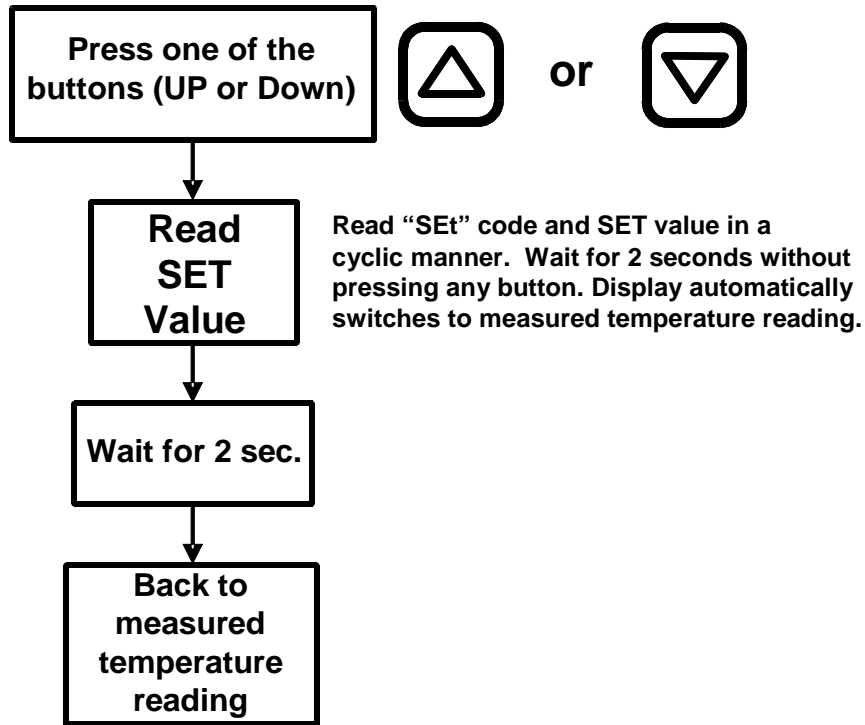 Press one of the
buttons (UP or Down)
or
Read
SET
Value
Read “SEt” code and SET value in a
cyclic manner.  Wait for 2 seconds without
pressing any button. Display automatically
switches to measured temperature reading.
Wait for 2 sec.
Back to
measured
temperature
reading